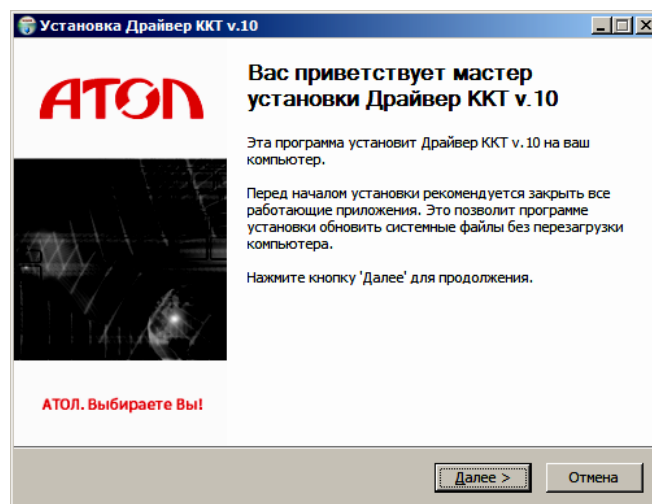 Установка Драйвер ККТ v.10
АТОЛ
Вас приветствует мастер
установки Драйвер ККТ v.10
Эта программа установит Драйвер ККТ v.10 на ваш
компьютер.
Перед началом установки рекомендуется закрыть все
работающие приложения. Это позволит программе
установки обновить системные файлы без перезагрузки
компьютера.
Нажмите кнопку 'Далее' для продолжения.
АТОЛ. Выбираете Вы!
Далее >
Отмена